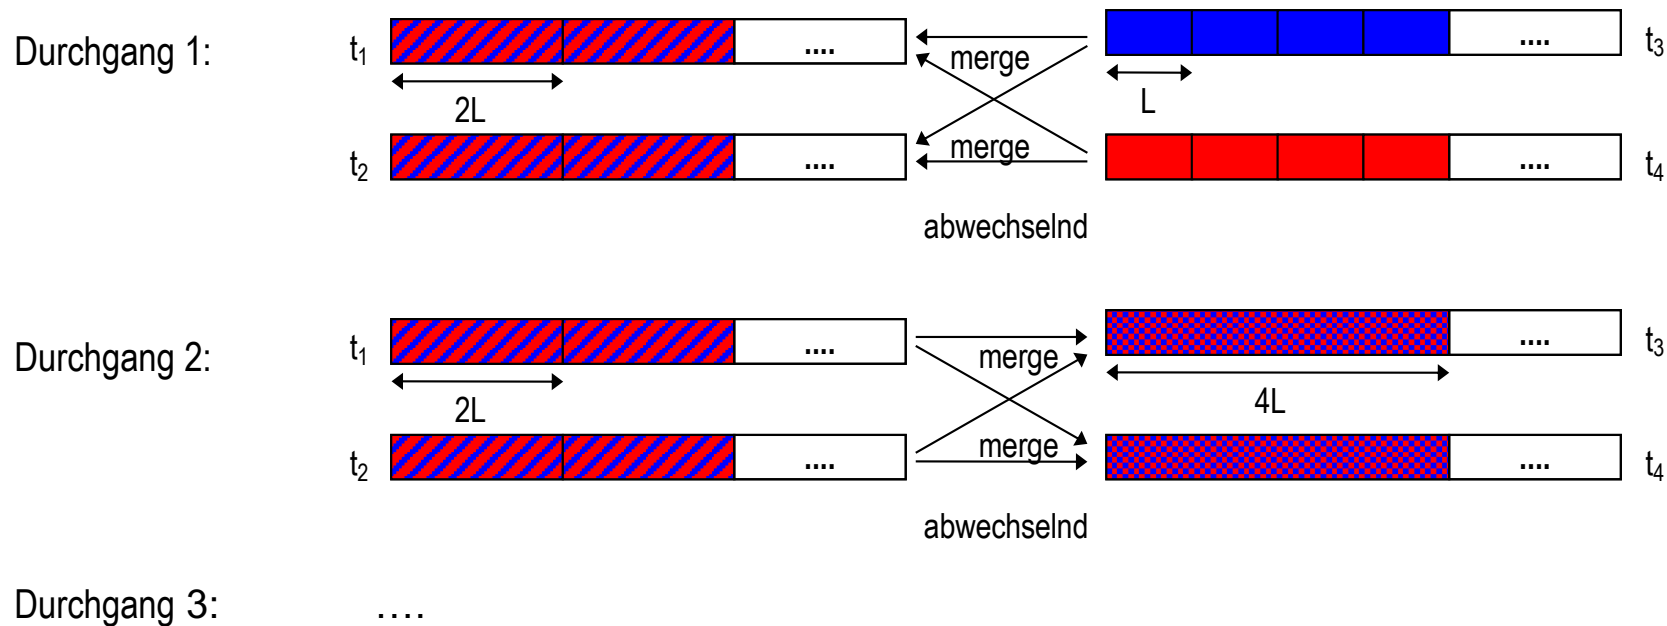 Durchgang 1: t1 .... merge .... t3
2L L
t2 .... merge .... t4
abwechselnd
Durchgang 2: t1 .... merge .... t3
2L 4L
t2 .... merge .... t4
abwechselnd
Durchgang 3: ....